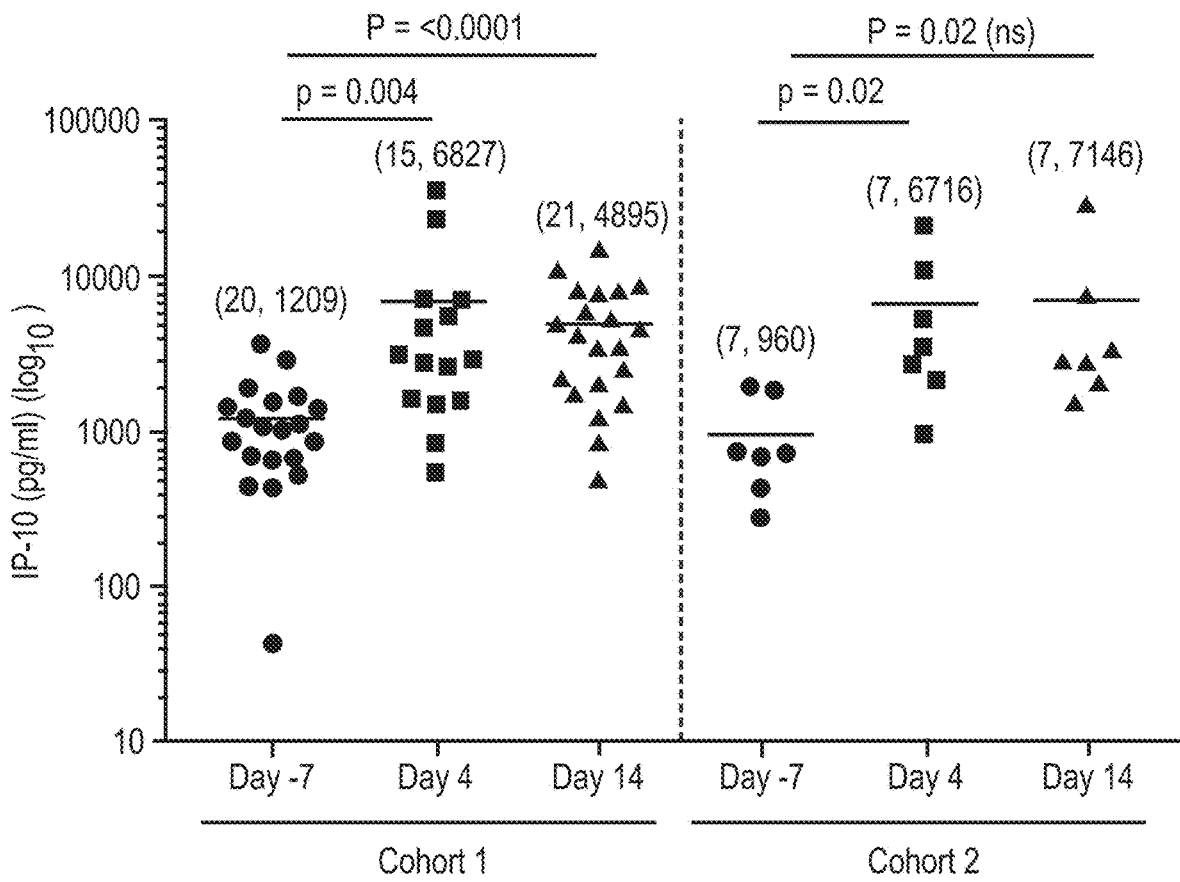 P = <0.0001
P = 0.02 (ns)
p = 0.004
p = 0.02
100000
(15, 6827)
(7, 7146)
(7, 6716)
(21, 4895)
10000
(20, 1209)
(7, 960)
1000
100
10
IP-10 (pg/ml) (log10)
Day -7
Day 4
Day 14
Day -7
Day 4
Day 14
Cohort 1
Cohort 2